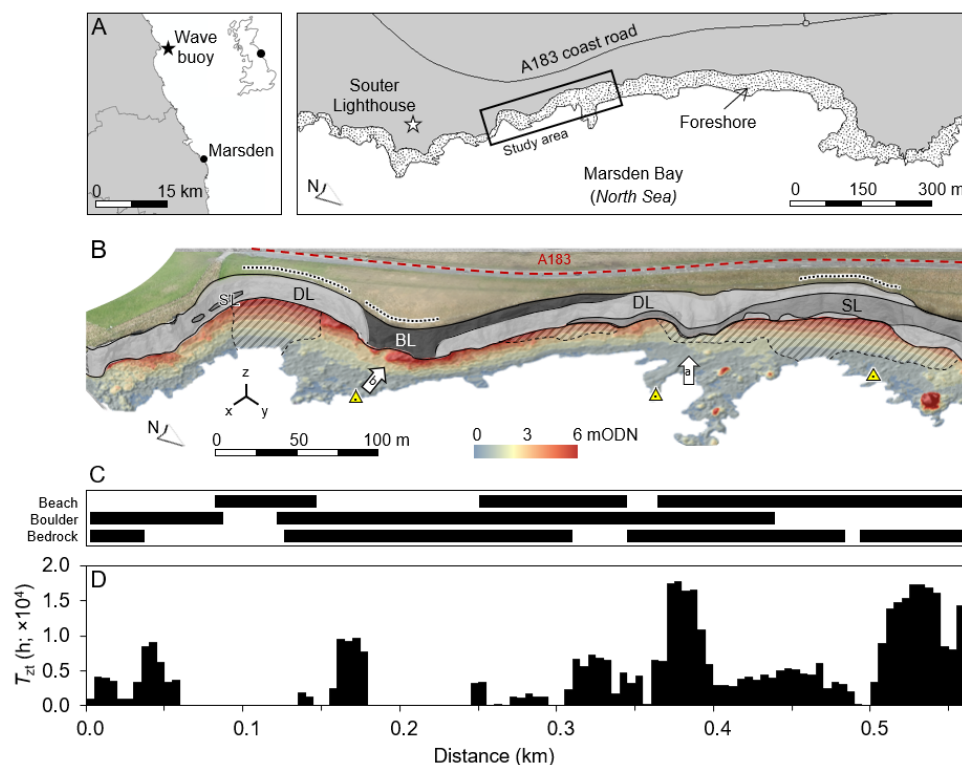 A
Wave
buoy
Marsden
0 15 km
A183 coast road
Souter
Lighthouse
Study area
Foreshore
Marsden Bay
(North Sea)
N
0 150 300 m
B
A183
SL
DL
BL
DL
SL
b
a
z
x y
N
0 50 100 m
0 3 6 mODN
C
Beach
Boulder
Bedrock
D
2.0
1.5
1.0
0.5
0
Tzt (h; ×10⁴)
0.0 0.1 0.2 0.3 0.4 0.5
Distance (km)